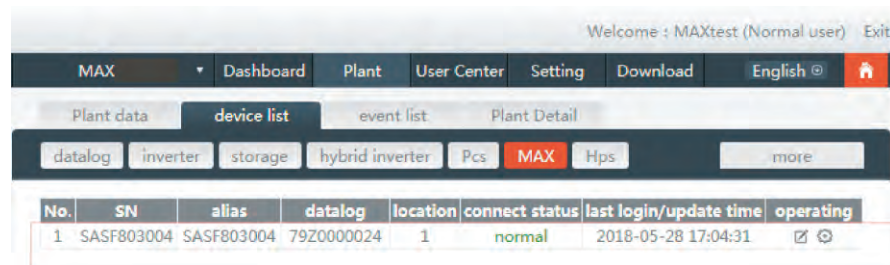 Welcome : MAXtest (Normal user) Exit
MAX Dashboard Plant User Center Setting Download English
Plant data device list event list Plant Detail
datalog inverter storage hybrid inverter Pcs MAX Hps more
No. SN alias datalog location connect status last login/update time operating
1 SASF803004 SASF803004 79Z0000024 1 normal 2018-05-28 17:04:31